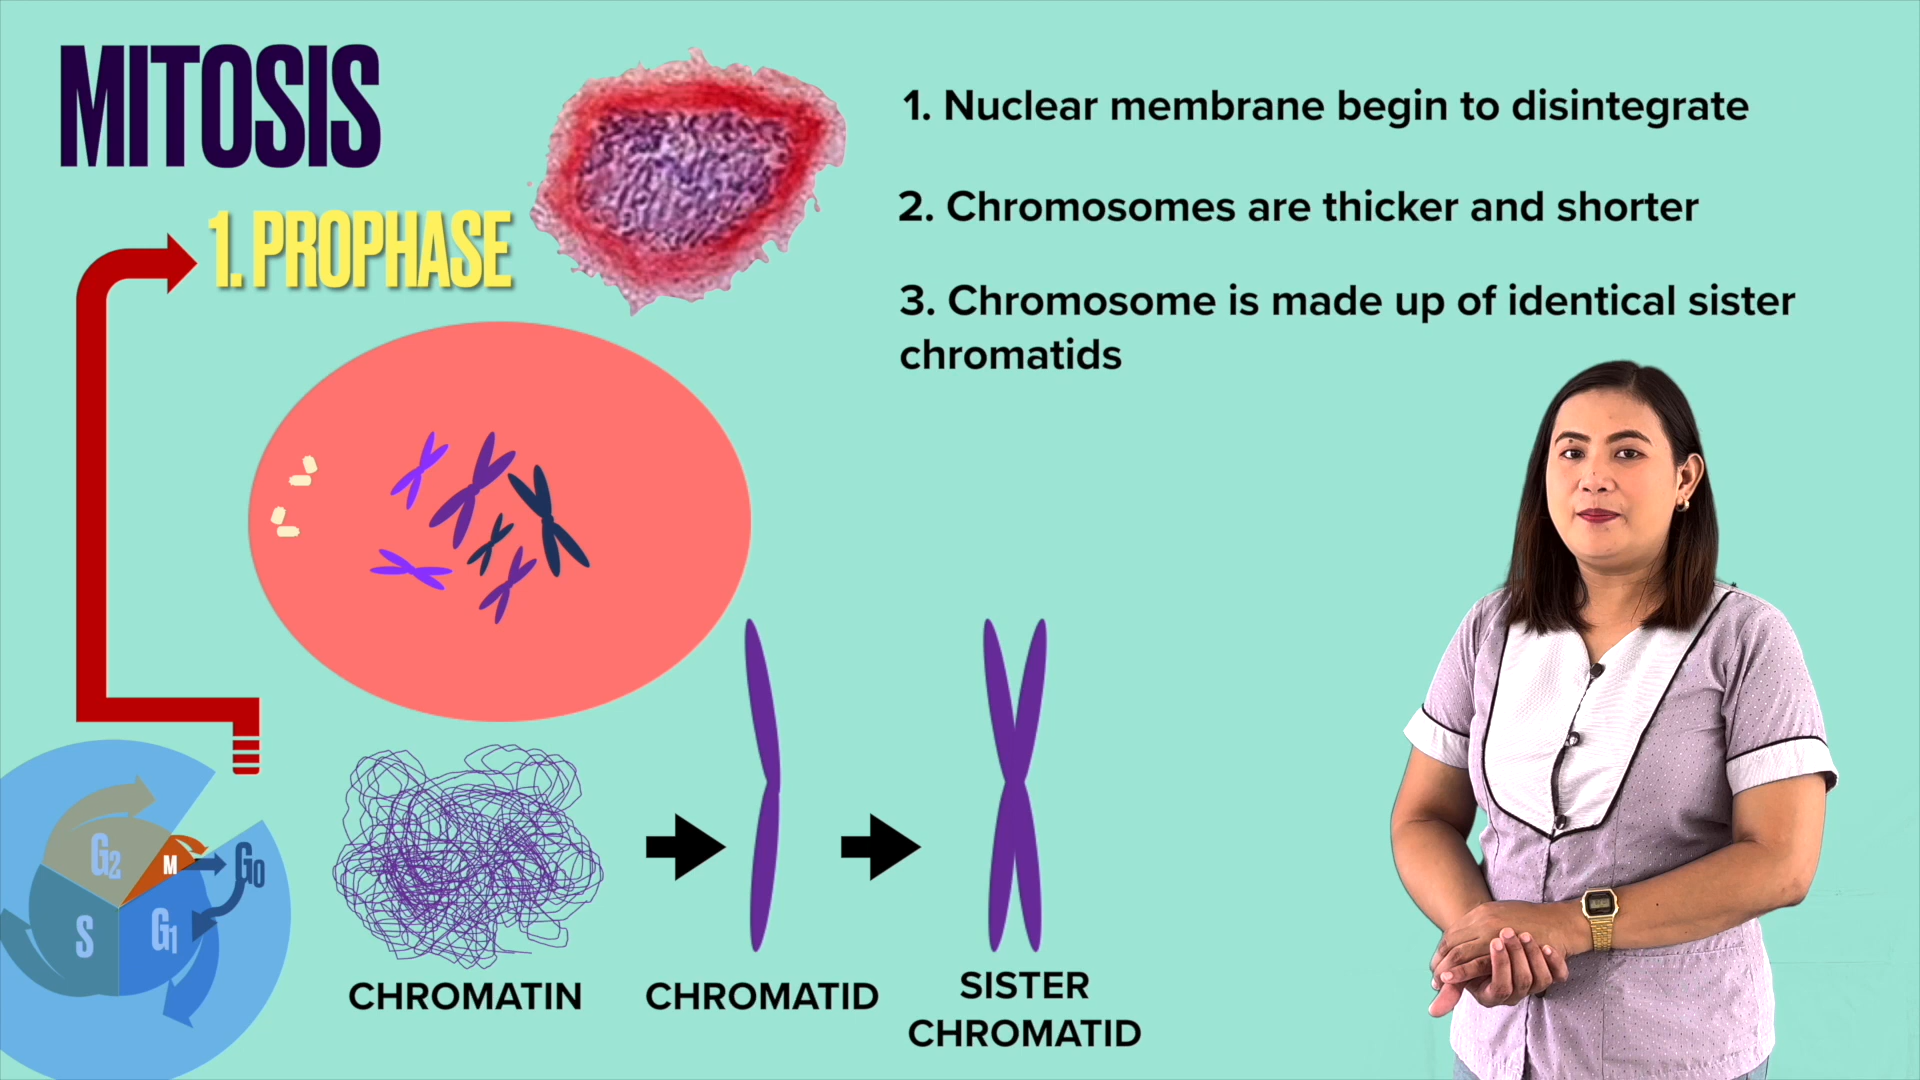 MITOSIS
1. PROPHASE
1. Nuclear membrane begin to disintegrate
2. Chromosomes are thicker and shorter
3. Chromosome is made up of identical sister
chromatids
G2
M
G0
S
G1
CHROMATIN
CHROMATID
SISTER
CHROMATID